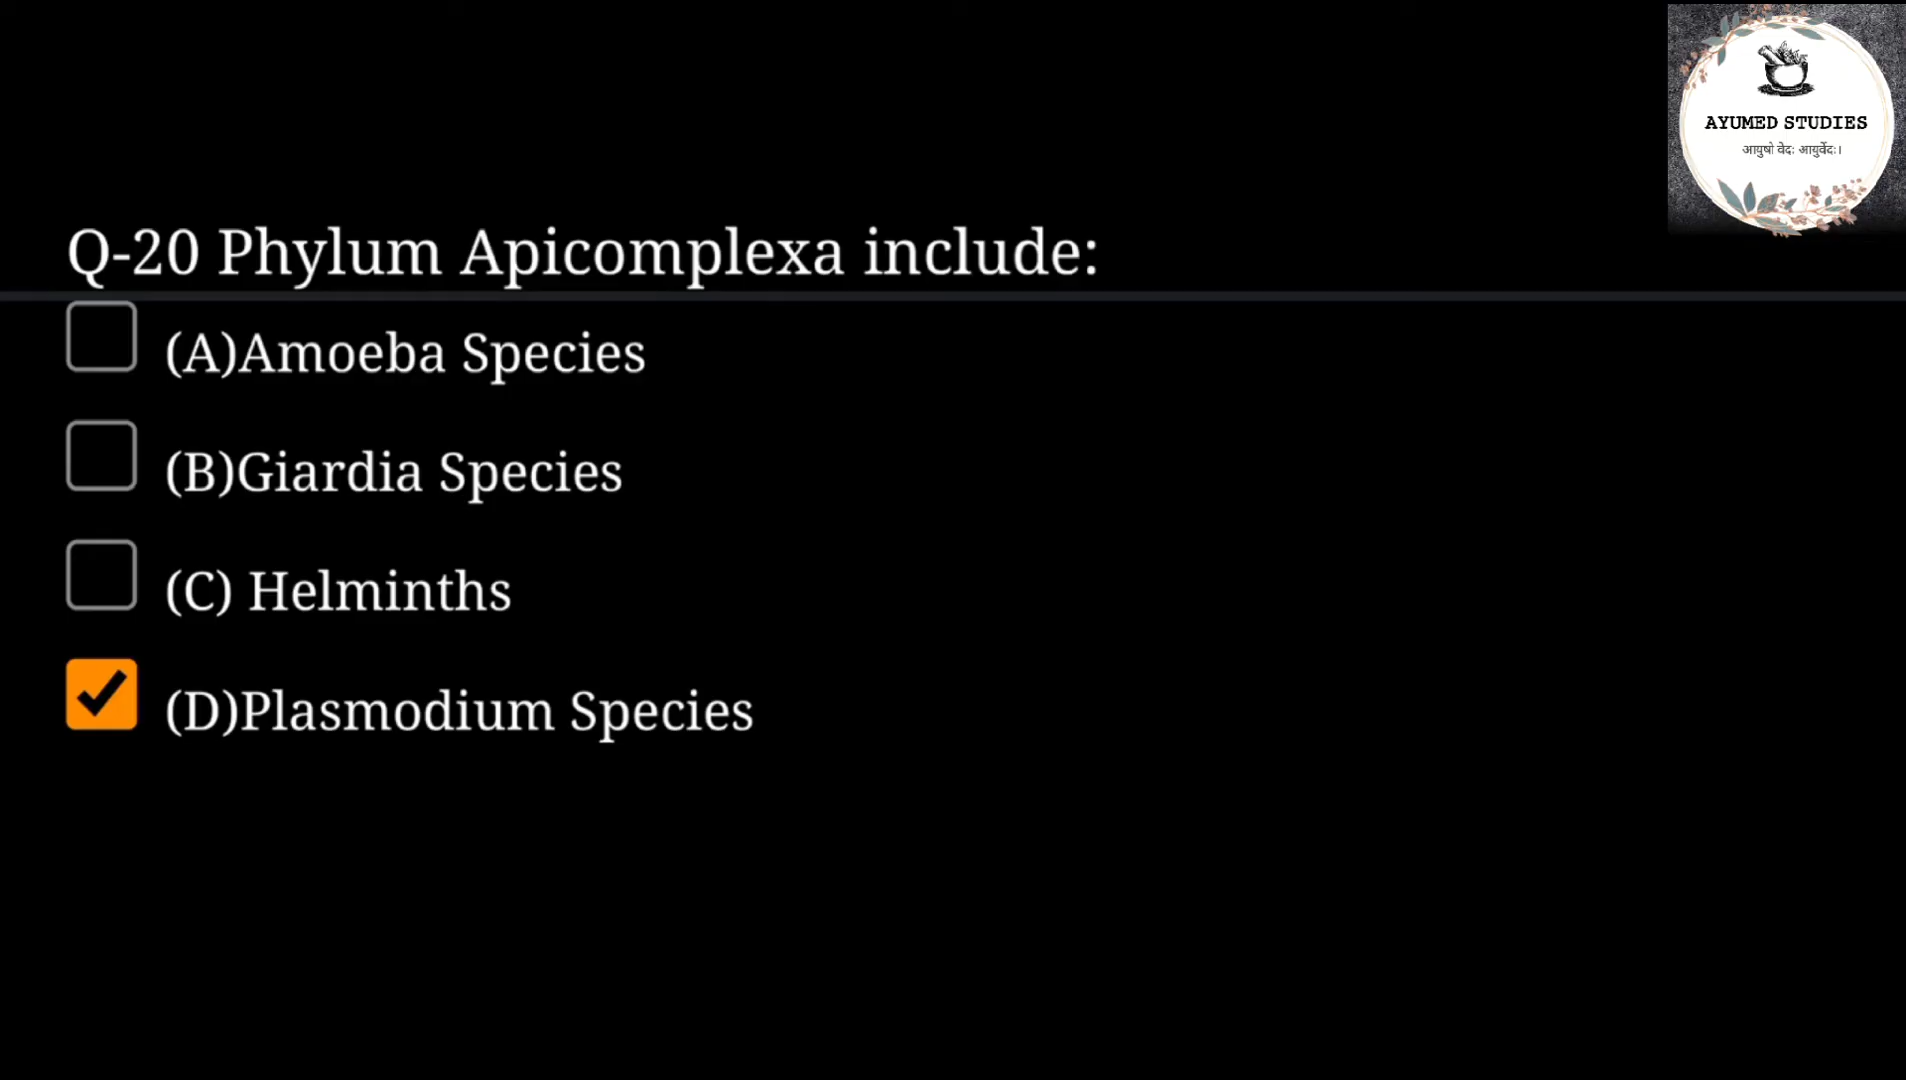 AYUMED STUDIES
आयुषो वेदः आयुर्वेदः।
Q-20 Phylum Apicomplexa include:
(A)Amoeba Species
(B)Giardia Species
(C) Helminths
(D)Plasmodium Species